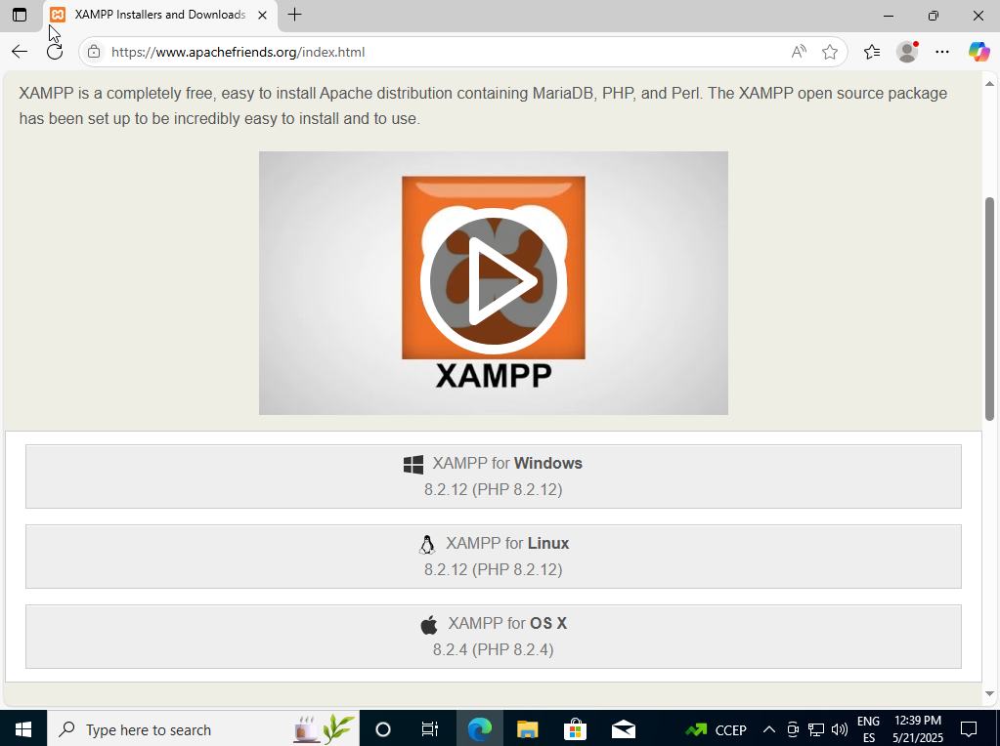 XAMPP Installers and Downloads
https://www.apachefriends.org/index.html
XAMPP is a completely free, easy to install Apache distribution containing MariaDB, PHP, and Perl. The XAMPP open source package
has been set up to be incredibly easy to install and to use.
XAMPP
XAMPP for Windows
8.2.12 (PHP 8.2.12)
XAMPP for Linux
8.2.12 (PHP 8.2.12)
XAMPP for OS X
8.2.4 (PHP 8.2.4)
Type here to search
CCEP
ENG
ES
12:39 PM
5/21/2025